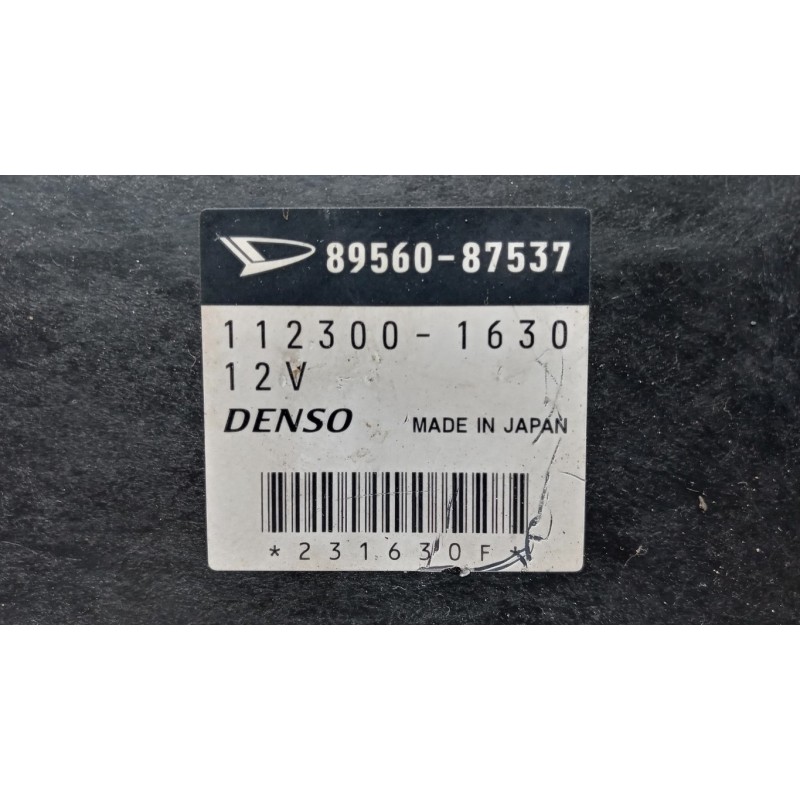 89560-87537
112300-1630
12V
DENSO MADE IN JAPAN
*231630F*